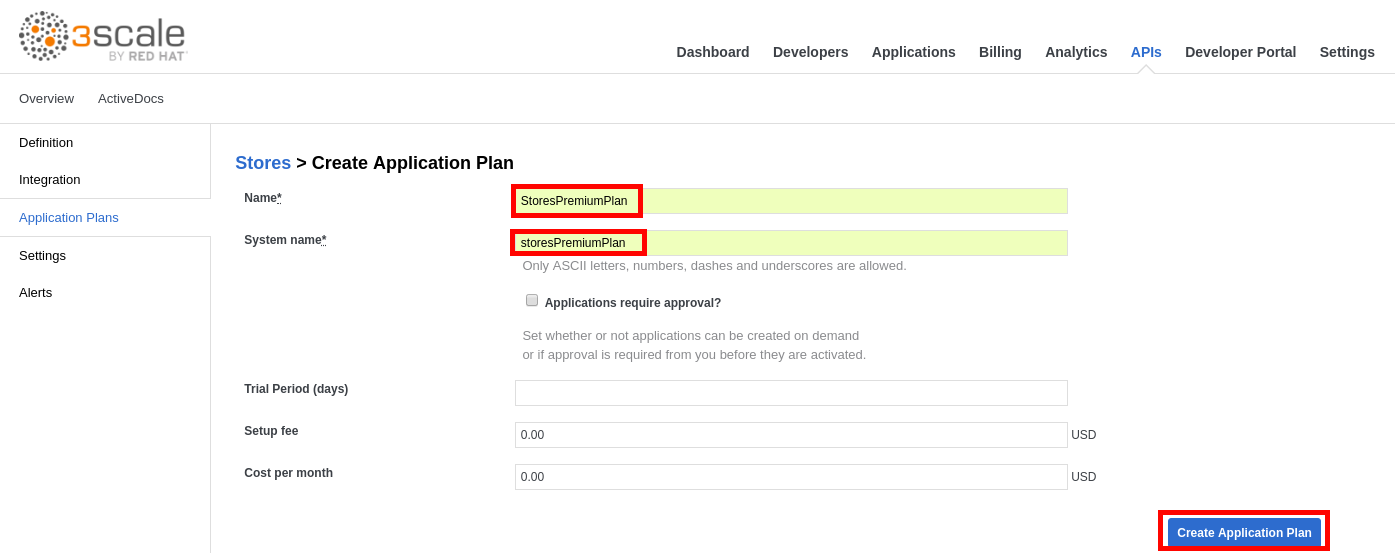 3scale
BY RED HAT
Dashboard Developers Applications Billing Analytics APIs Developer Portal Settings
Overview ActiveDocs
Definition
Integration
Application Plans
Settings
Alerts
Stores > Create Application Plan
Name* StoresPremiumPlan
System name* storesPremiumPlan
Only ASCII letters, numbers, dashes and underscores are allowed.
Applications require approval?
Set whether or not applications can be created on demand
or if approval is required from you before they are activated.
Trial Period (days)
Setup fee 0.00 USD
Cost per month 0.00 USD
Create Application Plan